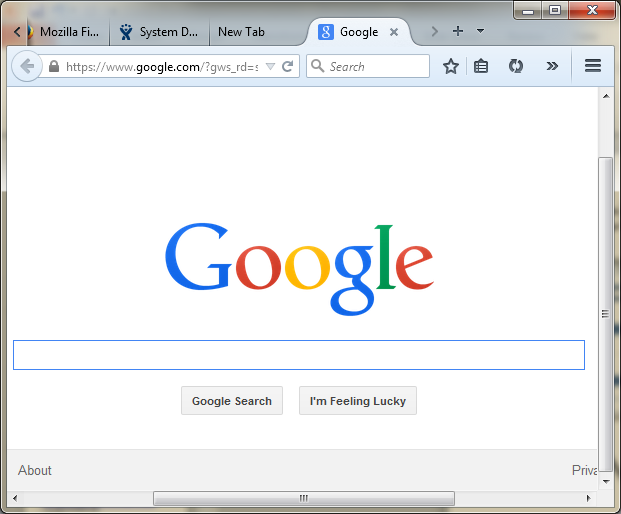 Mozilla Fi... System D... New Tab Google
https://www.google.com/?gws_rd=s Search
Google
Google Search I'm Feeling Lucky
About Priva